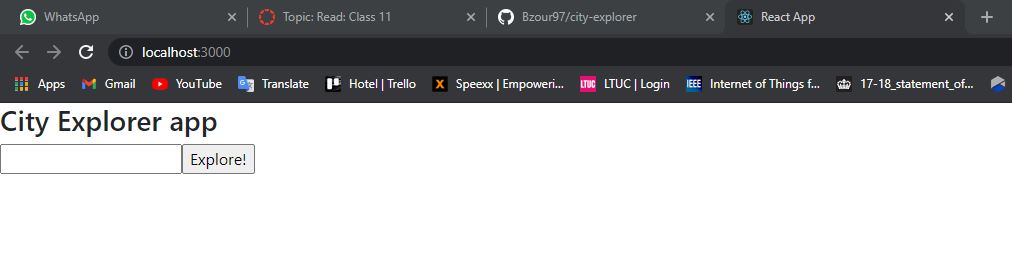 WhatsApp Topic: Read: Class 11 Bzour97/city-explorer React App
localhost:3000
Apps Gmail YouTube Translate Hotel | Trello X Speexx | Empoweri... LTUC LTUC | Login IEEE Internet of Things f... 17-18_statement_of...
City Explorer app
Explore!